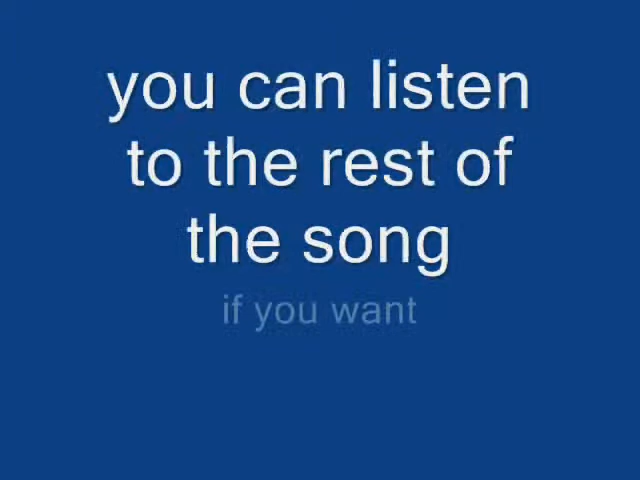 you can listen
to the rest of
the song
if you want